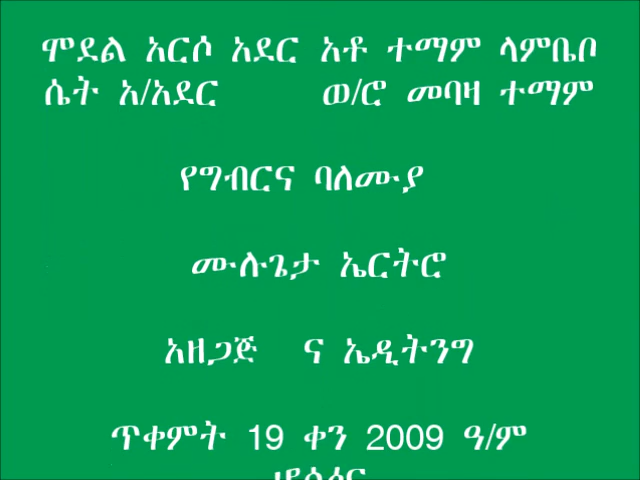 ሞደል አርሶ አደር አቶ ተማም ላምቤቦ
ሴት አ/አደር ወ/ሮ መባዛ ተማም
የግብርና ባለሙያ
ሙሉጌታ ኤርትሮ
አዘጋጅ ና ኤዲትንግ
ጥቀምት 19 ቀን 2009 ዓ/ም